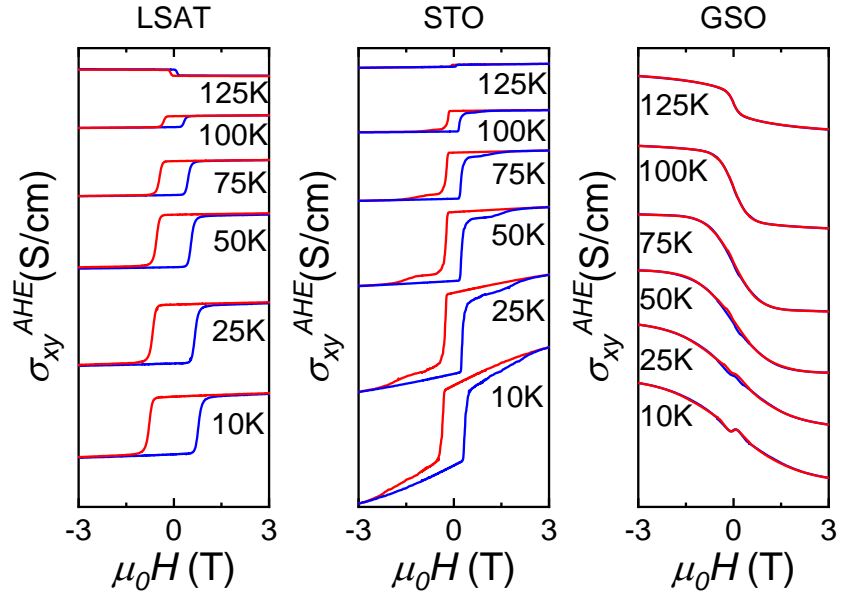 LSAT
STO
GSO
σxy^AHE(S/cm)
125K
100K
75K
50K
25K
10K
-3
0
3
μ0H (T)
σxy^AHE(S/cm)
125K
100K
75K
50K
25K
10K
-3
0
3
μ0H (T)
σxy^AHE(S/cm)
125K
100K
75K
50K
25K
10K
-3
0
3
μ0H (T)